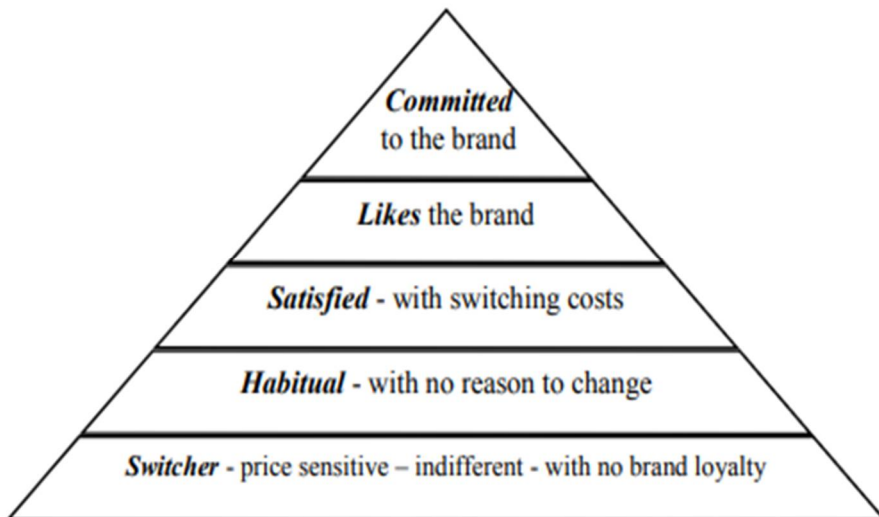 Committed
to the brand
Likes the brand
Satisfied - with switching costs
Habitual - with no reason to change
Switcher - price sensitive – indifferent - with no brand loyalty